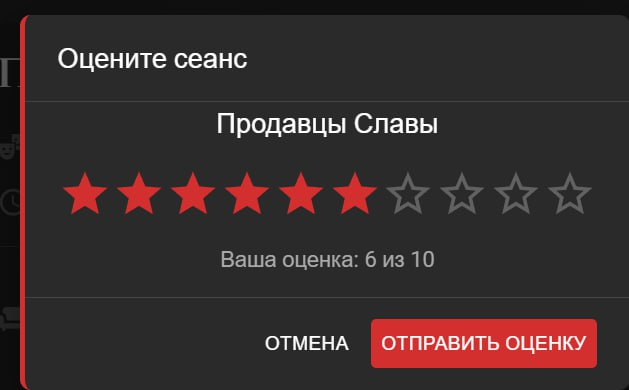 Оцените сеанс
Продавцы Славы
Ваша оценка: 6 из 10
ОТМЕНА ОТПРАВИТЬ ОЦЕНКУ